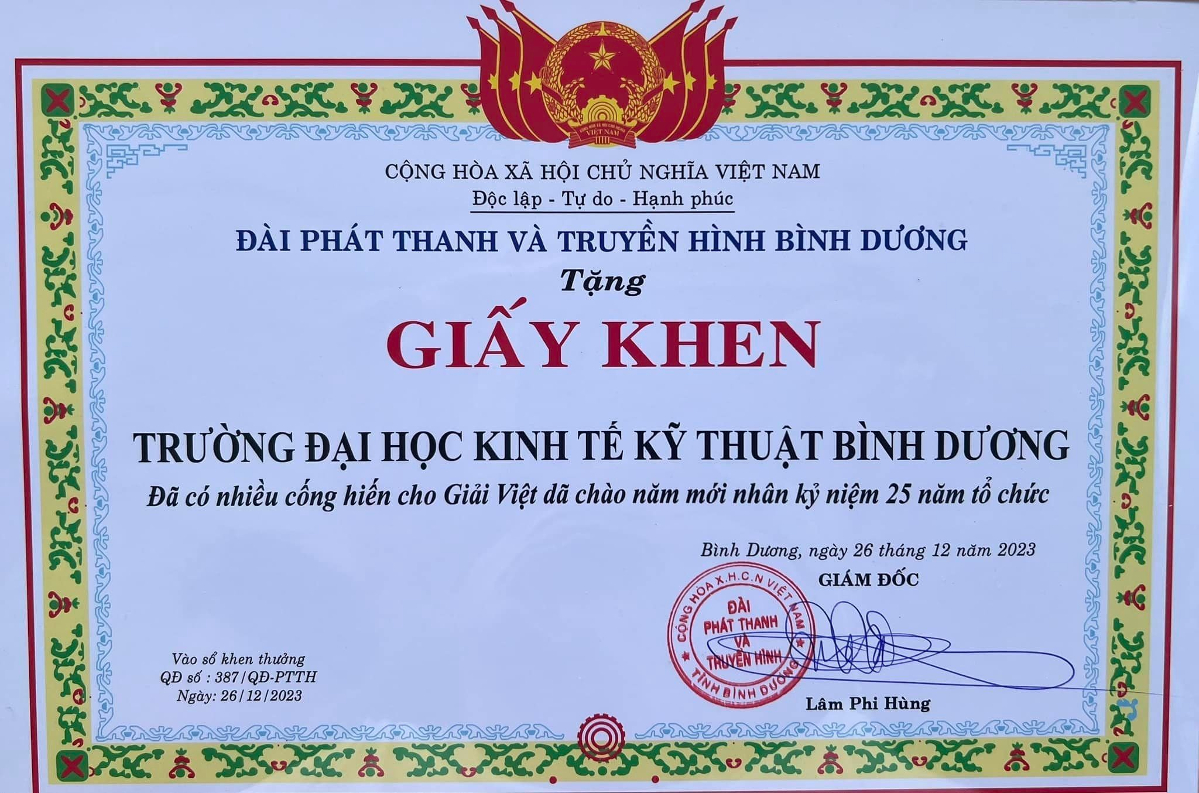 CỘNG HÒA XÃ HỘI CHỦ NGHĨA VIỆT NAM
Độc lập - Tự do - Hạnh phúc
ĐÀI PHÁT THANH VÀ TRUYỀN HÌNH BÌNH DƯƠNG
Tặng
GIẤY KHEN
TRƯỜNG ĐẠI HỌC KINH TẾ KỸ THUẬT BÌNH DƯƠNG
Đã có nhiều cống hiến cho Giải Việt dã chào năm mới nhân kỷ niệm 25 năm tổ chức
Bình Dương, ngày 26 tháng 12 năm 2023
GIÁM ĐỐC
CỘNG HÒA X.H.C.N VIỆT NAM
ĐÀI
PHÁT THANH
VÀ
TRUYỀN HÌNH
TỈNH BÌNH DƯƠNG
Lâm Phi Hùng
Vào sổ khen thưởng
QĐ số : 387/QĐ-PTTH
Ngày: 26/12/2023